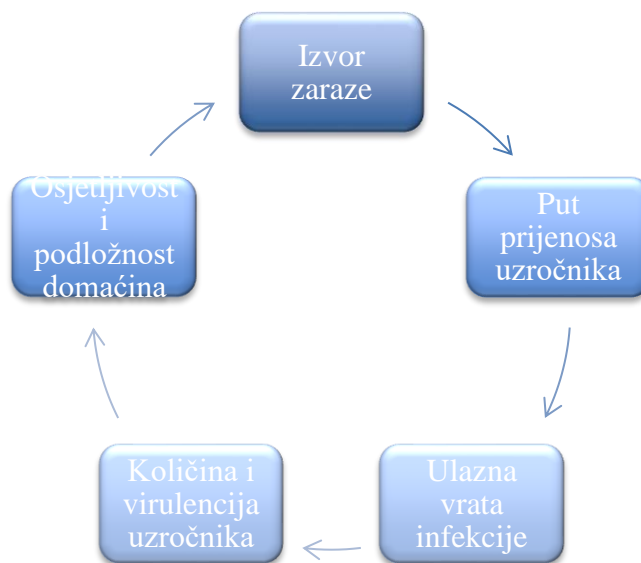 Izvor
zaraze
Put
prijenosa
uzročnika
Ulazna
vrata
infekcije
Količina i
virulencija
uzročnika
Osjetljivost
i
podložnost
domaćina